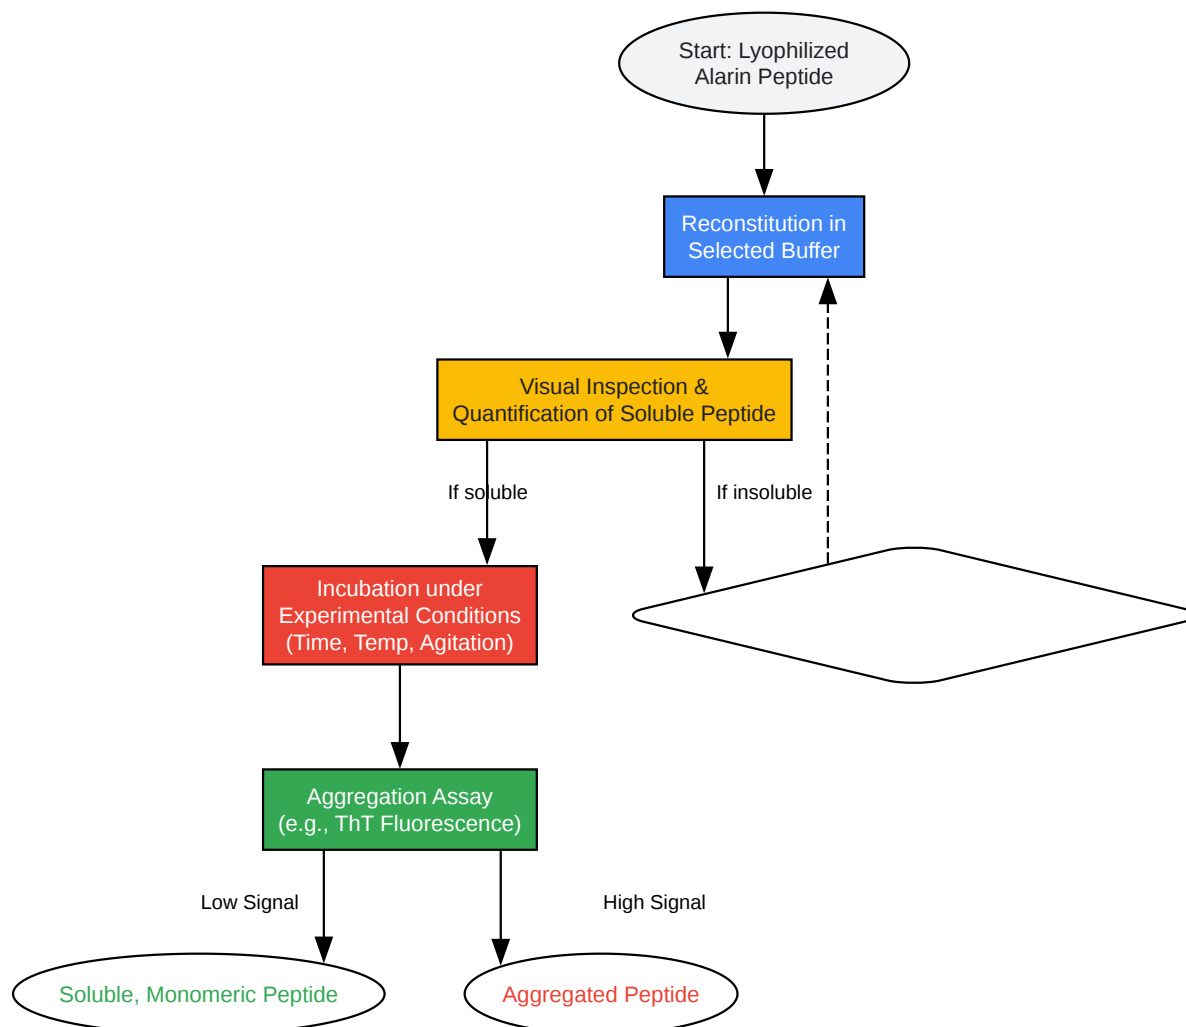 Start: Lyophilized
Alarin Peptide
Reconstitution in
Selected Buffer
Visual Inspection &
Quantification of Soluble Peptide
If soluble
If insoluble
Incubation under
Experimental Conditions
(Time, Temp, Agitation)
Aggregation Assay
(e.g., ThT Fluorescence)
Low Signal
High Signal
Soluble, Monomeric Peptide
Aggregated Peptide